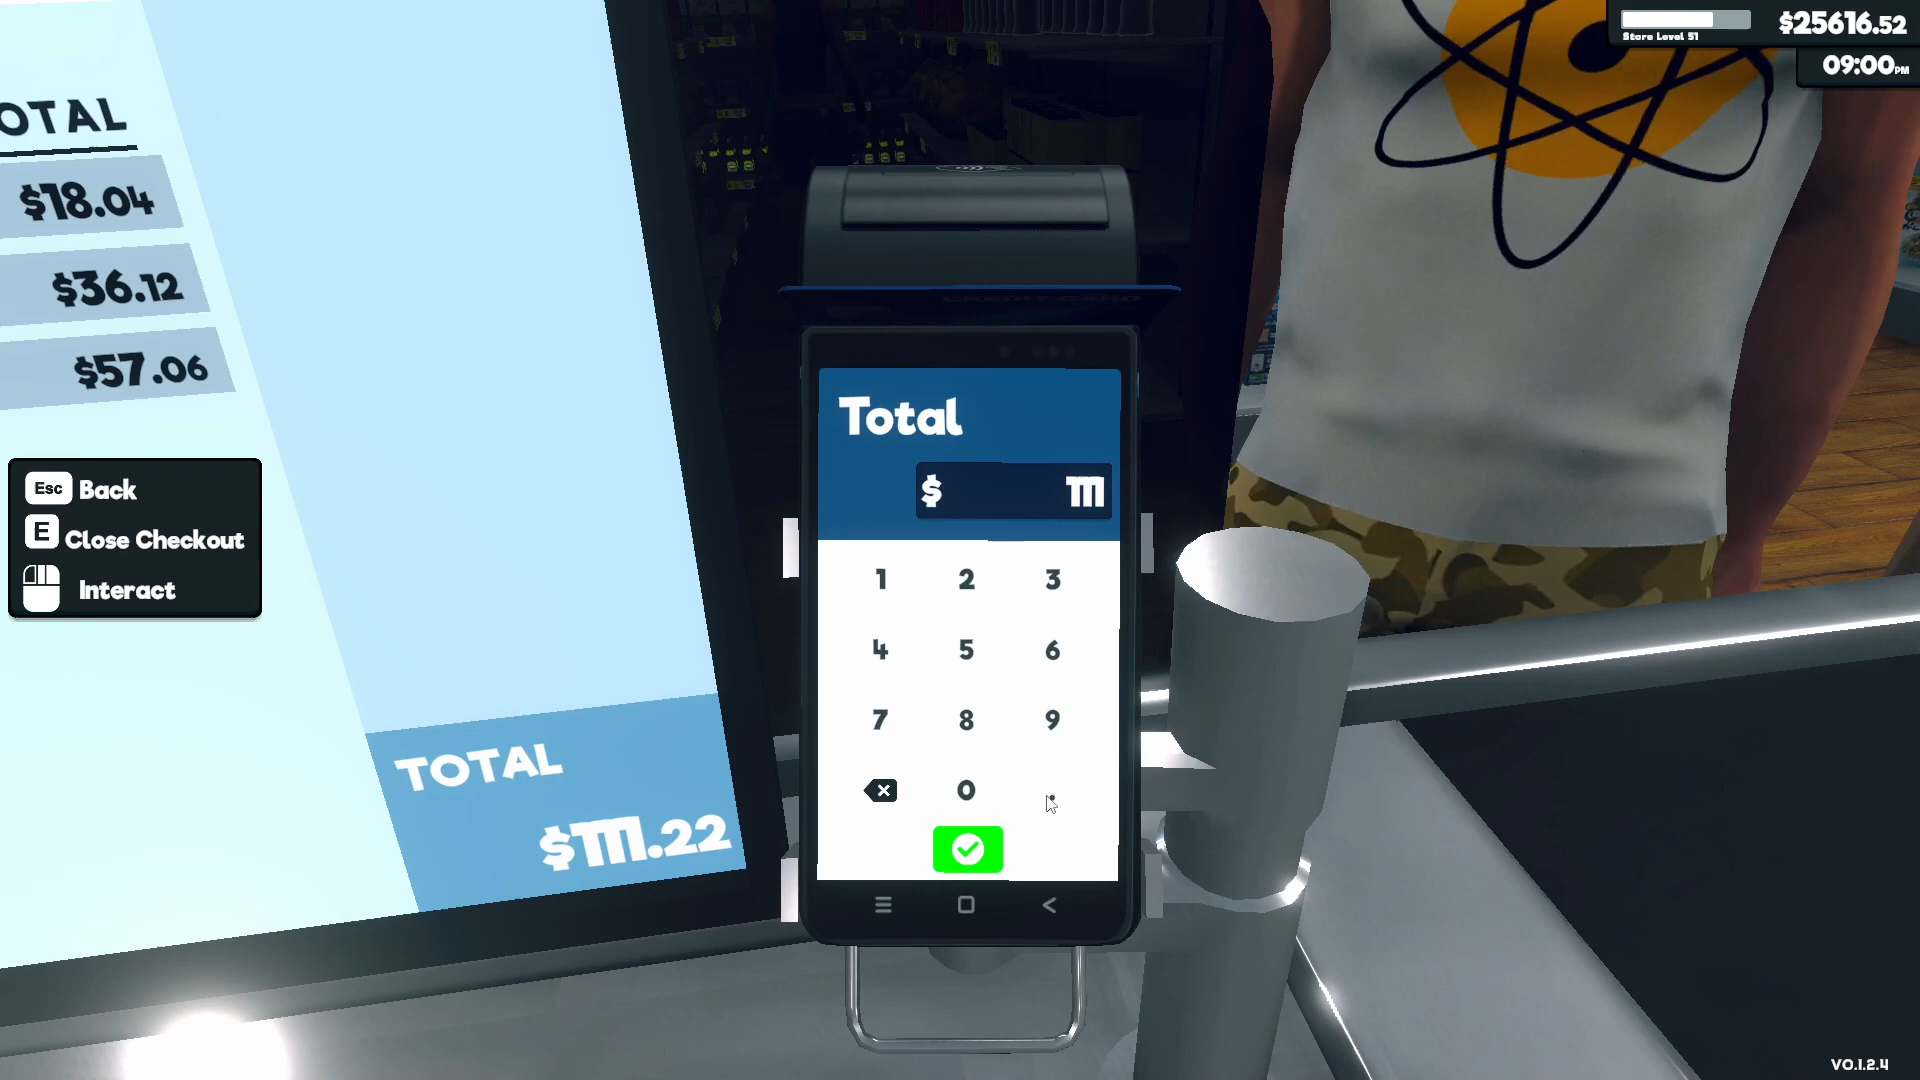 OTAL
$18.04
$36.12
$57.06
TOTAL
$111.22
Esc Back
E Close Checkout
Interact
CREDIT CARD
Total
$ 111
1 2 3
4 5 6
7 8 9
0 .
Store Level 51
$25616.52
09:00PM
V0.1.2.4